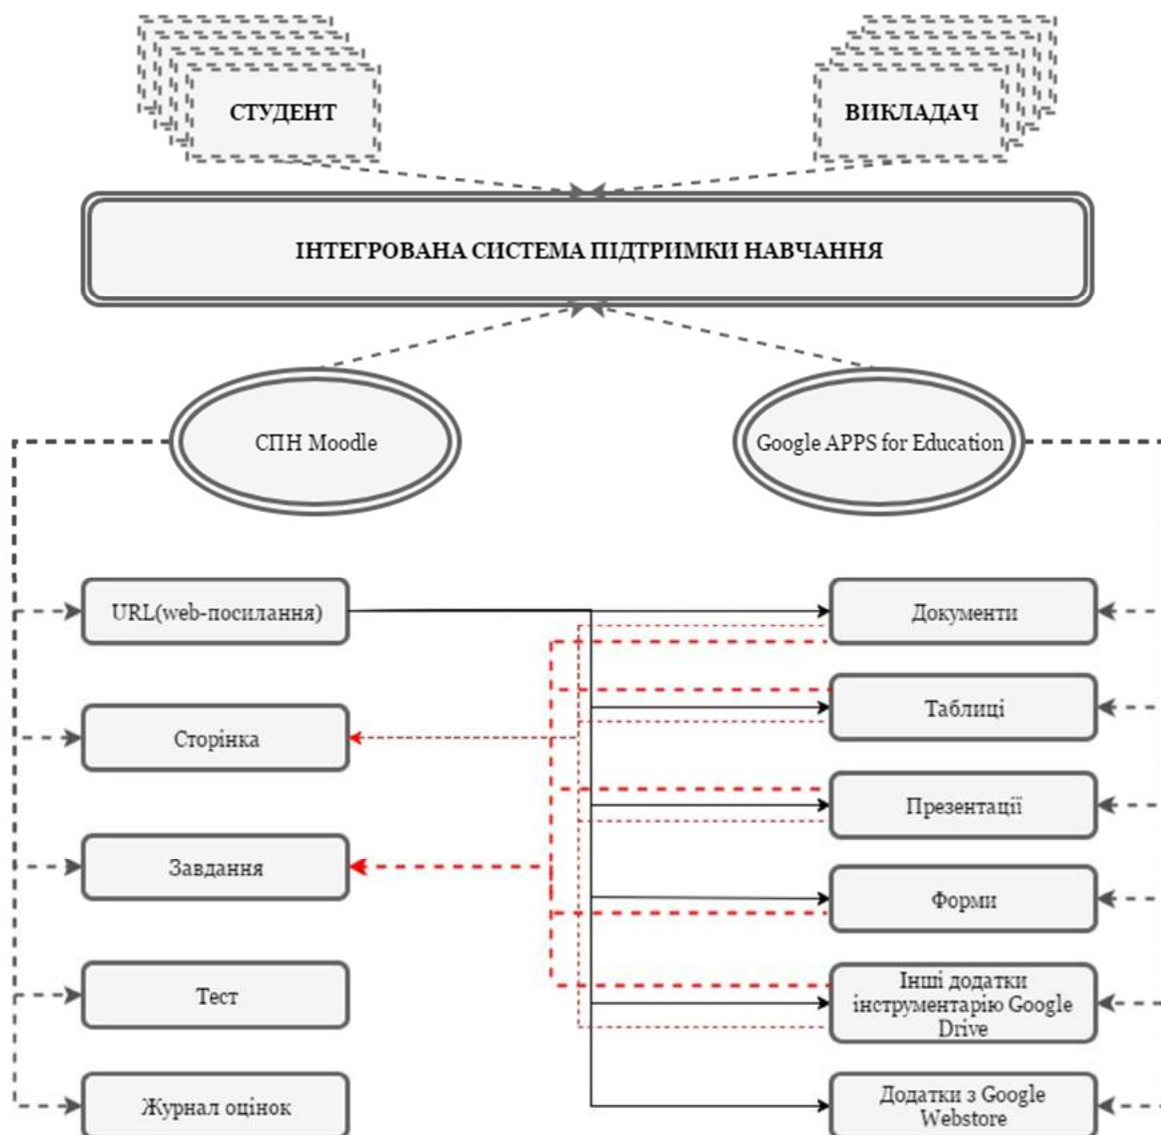 СТУДЕНТ
ВИКЛАДАЧ
ІНТЕГРОВАНА СИСТЕМА ПІДТРИМКИ НАВЧАННЯ
СПН Moodle
Google APPS for Education
URL(web-посилання)
Документи
Таблиці
Сторінка
Презентації
Завдання
Форми
Тест
Інші додатки
інструментарію Google
Drive
Журнал оцінок
Додатки з Google
Webstore